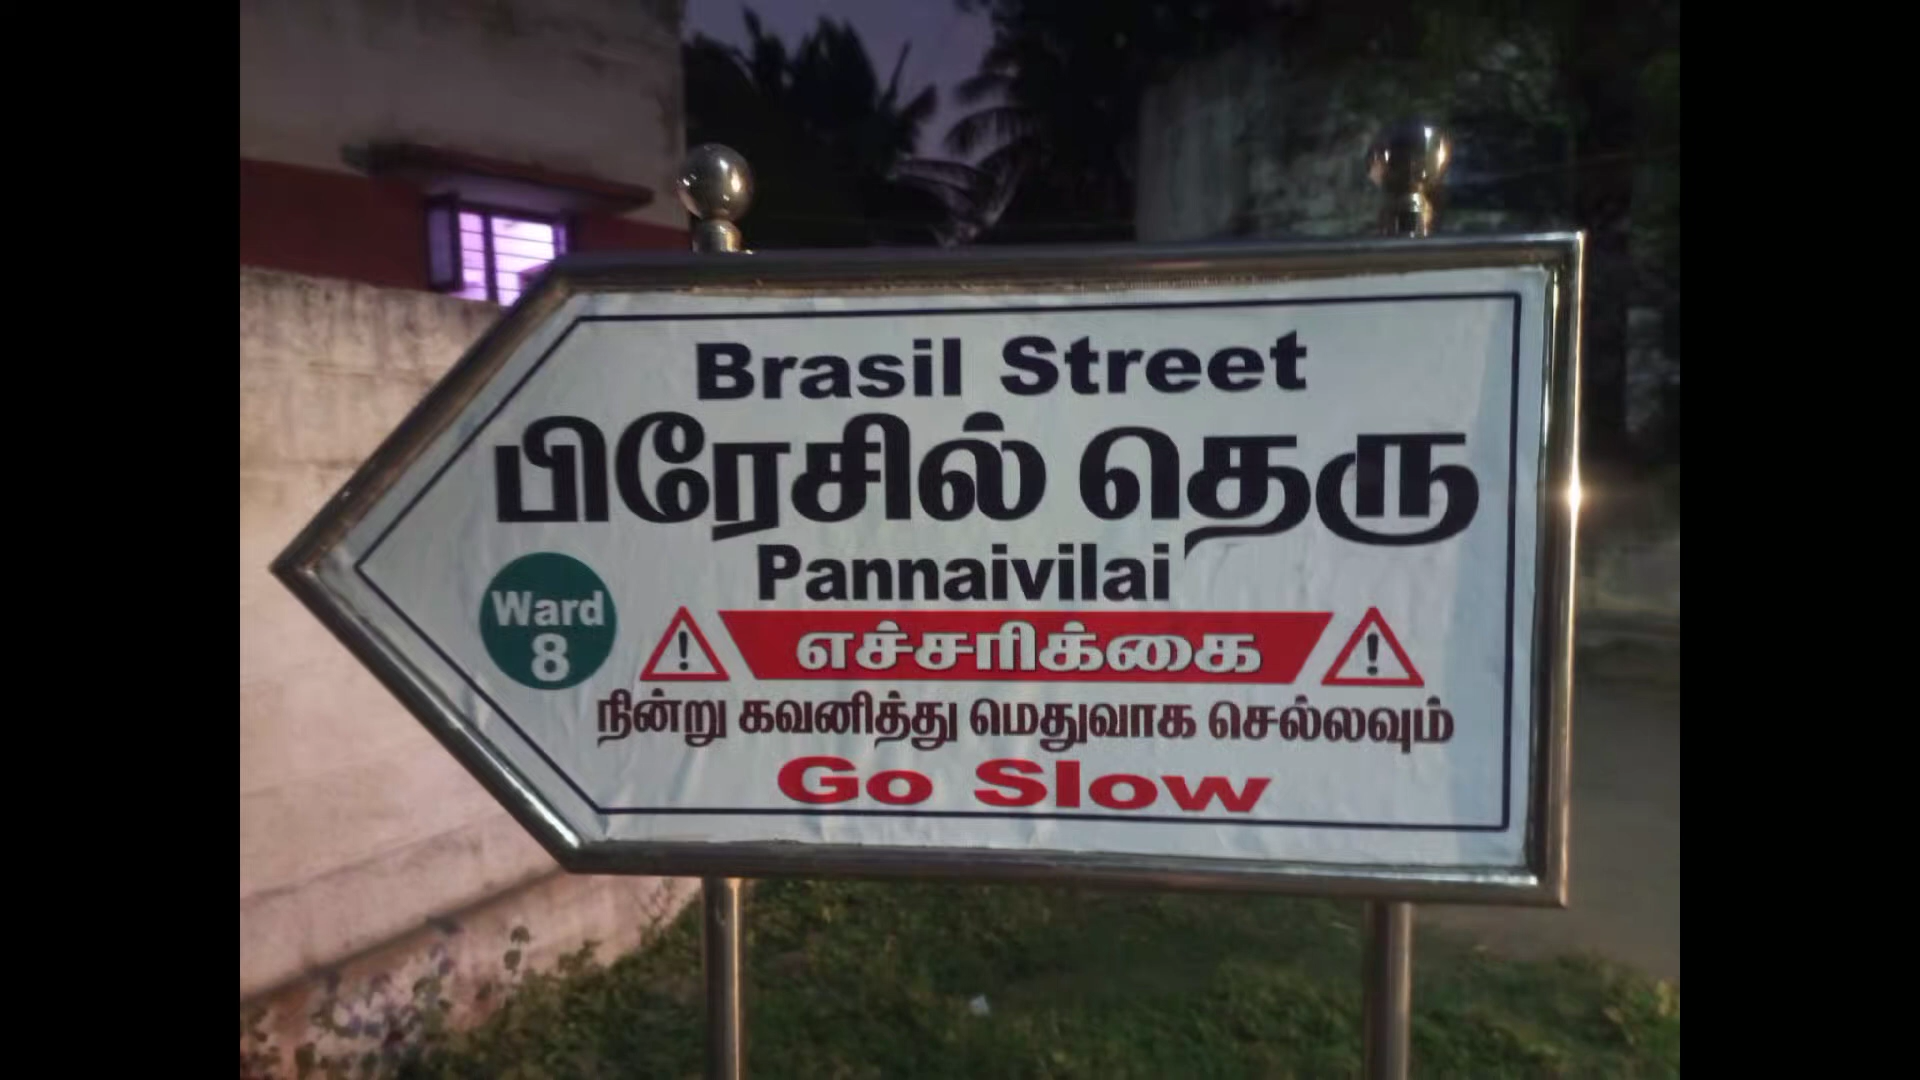 Brasil Street
பிரேசில் தெரு
Pannaivilai
Ward
8
எச்சரிக்கை
நின்று கவனித்து மெதுவாக செல்லவும்
Go Slow